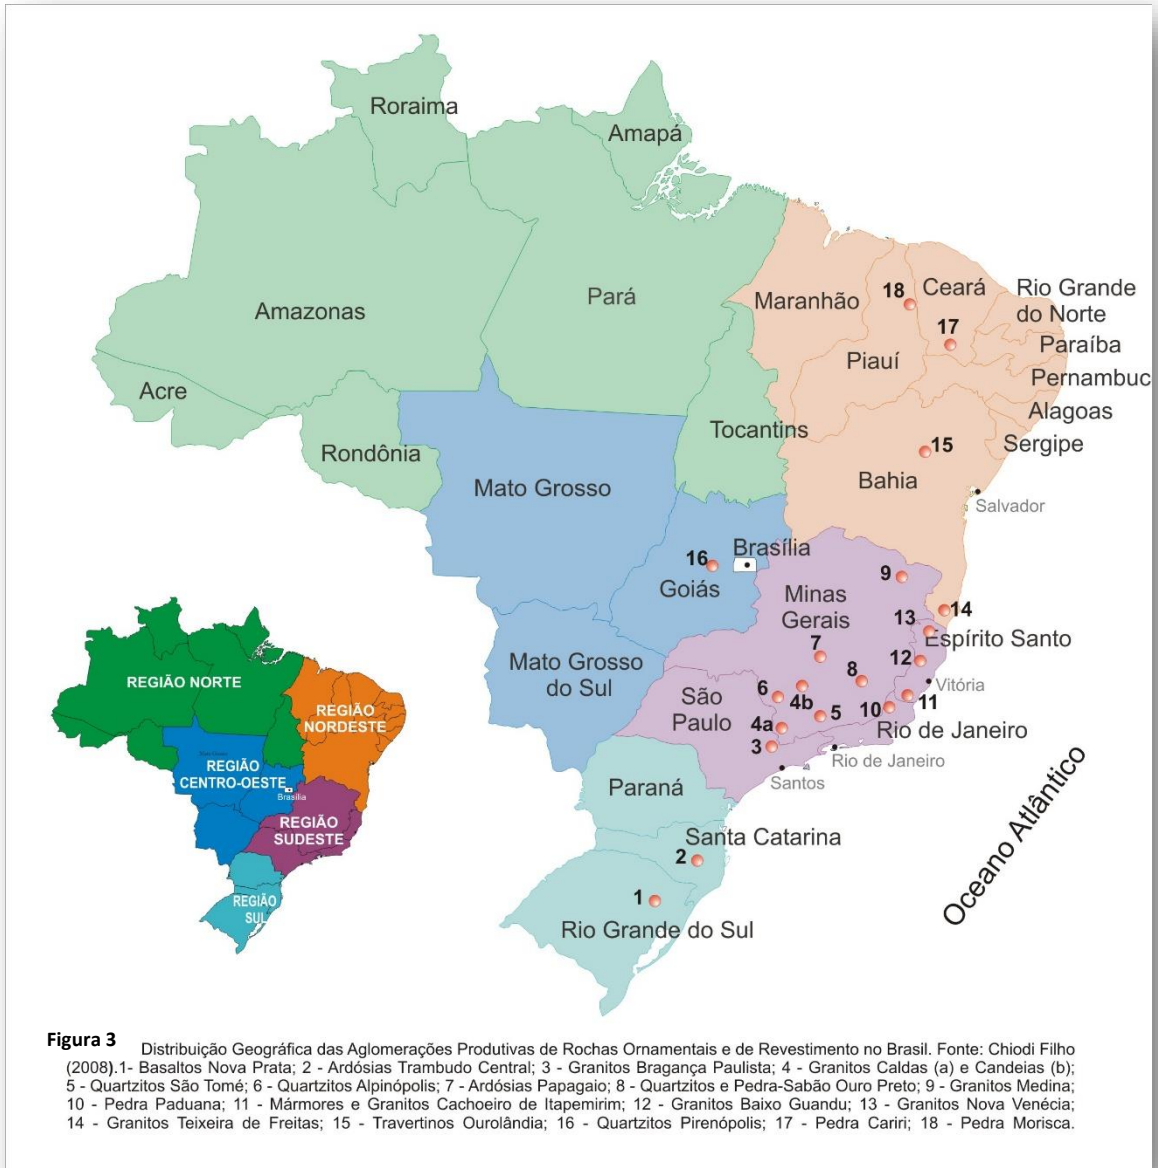 Roraima
Amapá
Amazonas
Pará
Maranhão
18
Ceará
Rio Grande
do Norte
17
Paraíba
Piauí
Pernambuc
Acre
Alagoas
Tocantins
Sergipe
Rondônia
15
Bahia
Mato Grosso
Salvador
Brasília
16
Goiás
9
Minas
Gerais
14
13
Espírito Santo
7
12
Mato Grosso
do Sul
8
Vitória
São
Paulo
6
4b
5
11
10
4a
Rio de Janeiro
3
Rio de Janeiro
Santos
Paraná
Santa Catarina
2
1
Rio Grande do Sul
Oceano Atlântico
REGIÃO NORTE
REGIÃO
NORDESTE
REGIÃO
CENTRO-OESTE
Brasília
REGIÃO
SUDESTE
REGIÃO
SUL
Figura 3 Distribuição Geográfica das Aglomerações Produtivas de Rochas Ornamentais e de Revestimento no Brasil. Fonte: Chiodi Filho
(2008).1- Basaltos Nova Prata; 2 - Ardósias Trambudo Central; 3 - Granitos Bragança Paulista; 4 - Granitos Caldas (a) e Candeias (b);
5 - Quartzitos São Tomé; 6 - Quartzitos Alpinópolis; 7 - Ardósias Papagaio; 8 - Quartzitos e Pedra-Sabão Ouro Preto; 9 - Granitos Medina;
10 - Pedra Paduana; 11 - Mármores e Granitos Cachoeiro de Itapemirim; 12 - Granitos Baixo Guandu; 13 - Granitos Nova Venécia;
14 - Granitos Teixeira de Freitas; 15 - Travertinos Ourolândia; 16 - Quartzitos Pirenópolis; 17 - Pedra Cariri; 18 - Pedra Morisca.